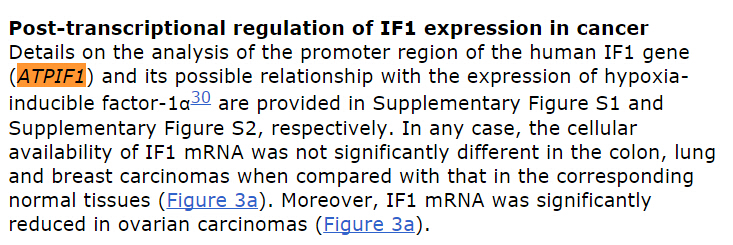 Post-transcriptional regulation of IF1 expression in cancer
Details on the analysis of the promoter region of the human IF1 gene
(ATPIF1) and its possible relationship with the expression of hypoxia-
inducible factor-1α30 are provided in Supplementary Figure S1 and
Supplementary Figure S2, respectively. In any case, the cellular
availability of IF1 mRNA was not significantly different in the colon, lung
and breast carcinomas when compared with that in the corresponding
normal tissues (Figure 3a). Moreover, IF1 mRNA was significantly
reduced in ovarian carcinomas (Figure 3a).